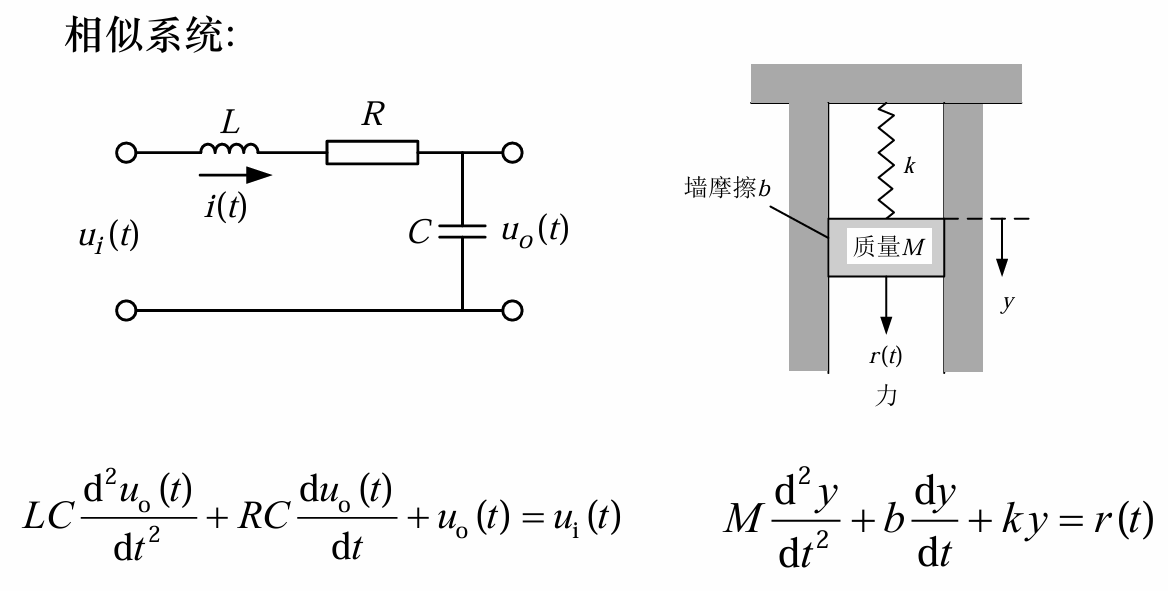 相似系统:
L
R
i(t)
u_i(t)
C
u_o(t)
k
墙摩擦b
质量M
y
r(t)
力
LC d²u_o(t)/dt² + RC du_o(t)/dt + u_o(t) = u_i(t)
M d²y/dt² + b dy/dt + ky = r(t)